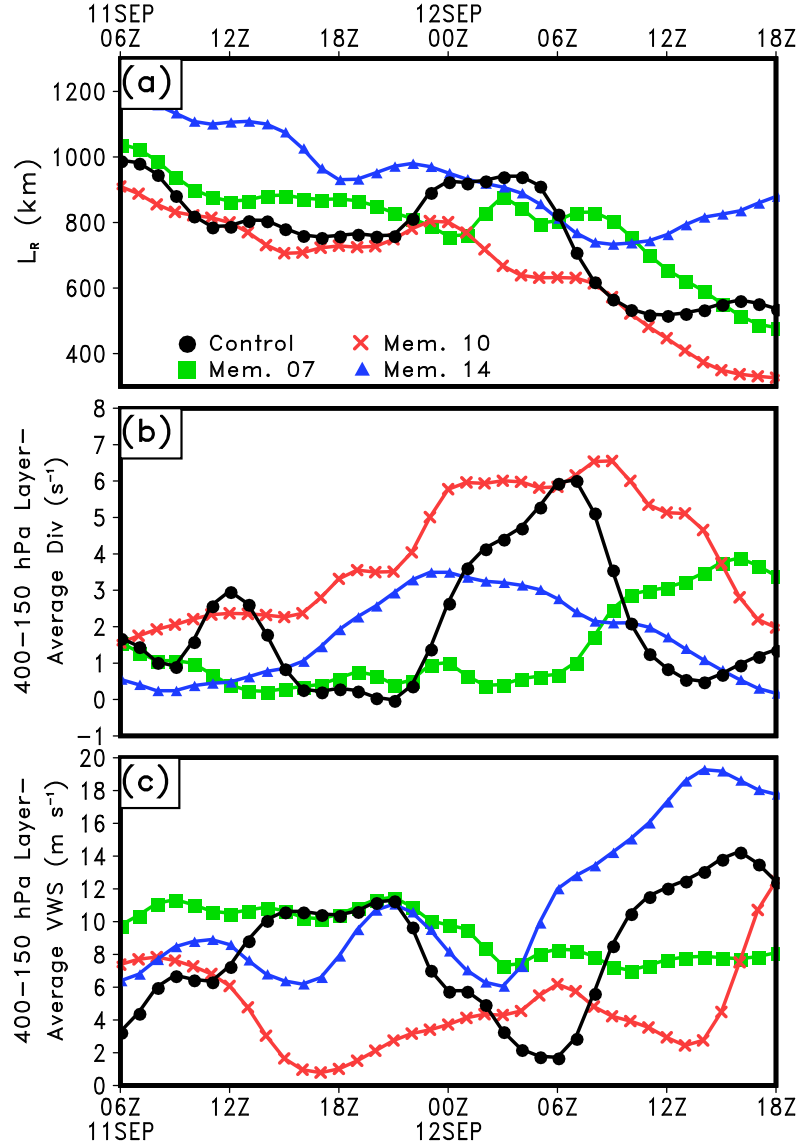 11SEP 12SEP
06Z 12Z 18Z 00Z 06Z 12Z 18Z
(a)
1200
1000
800
600
400
L_R (km)
Control
Mem. 10
Mem. 07
Mem. 14
(b)
8
7
6
5
4
3
2
1
0
−1
400−150 hPa Layer−
Average Div (s⁻¹)
(c)
20
18
16
14
12
10
8
6
4
2
0
400−150 hPa Layer−
Average VWS (m s⁻¹)
06Z 12Z 18Z 00Z 06Z 12Z 18Z
11SEP 12SEP